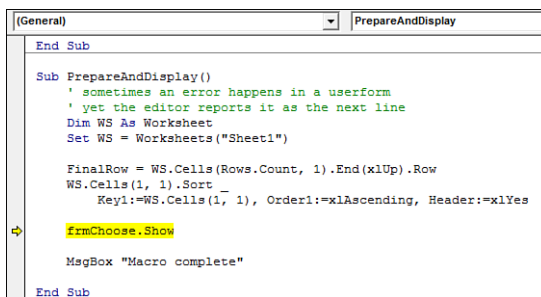 (General) PrepareAndDisplay
End Sub
Sub PrepareAndDisplay()
' sometimes an error happens in a userform
' yet the editor reports it as the next line
Dim WS As Worksheet
Set WS = Worksheets("Sheet1")
FinalRow = WS.Cells(Rows.Count, 1).End(xlUp).Row
WS.Cells(1, 1).Sort _
Key1:=WS.Cells(1, 1), Order1:=xlAscending, Header:=xlYes
frmChoose.Show
MsgBox "Macro complete"
End Sub